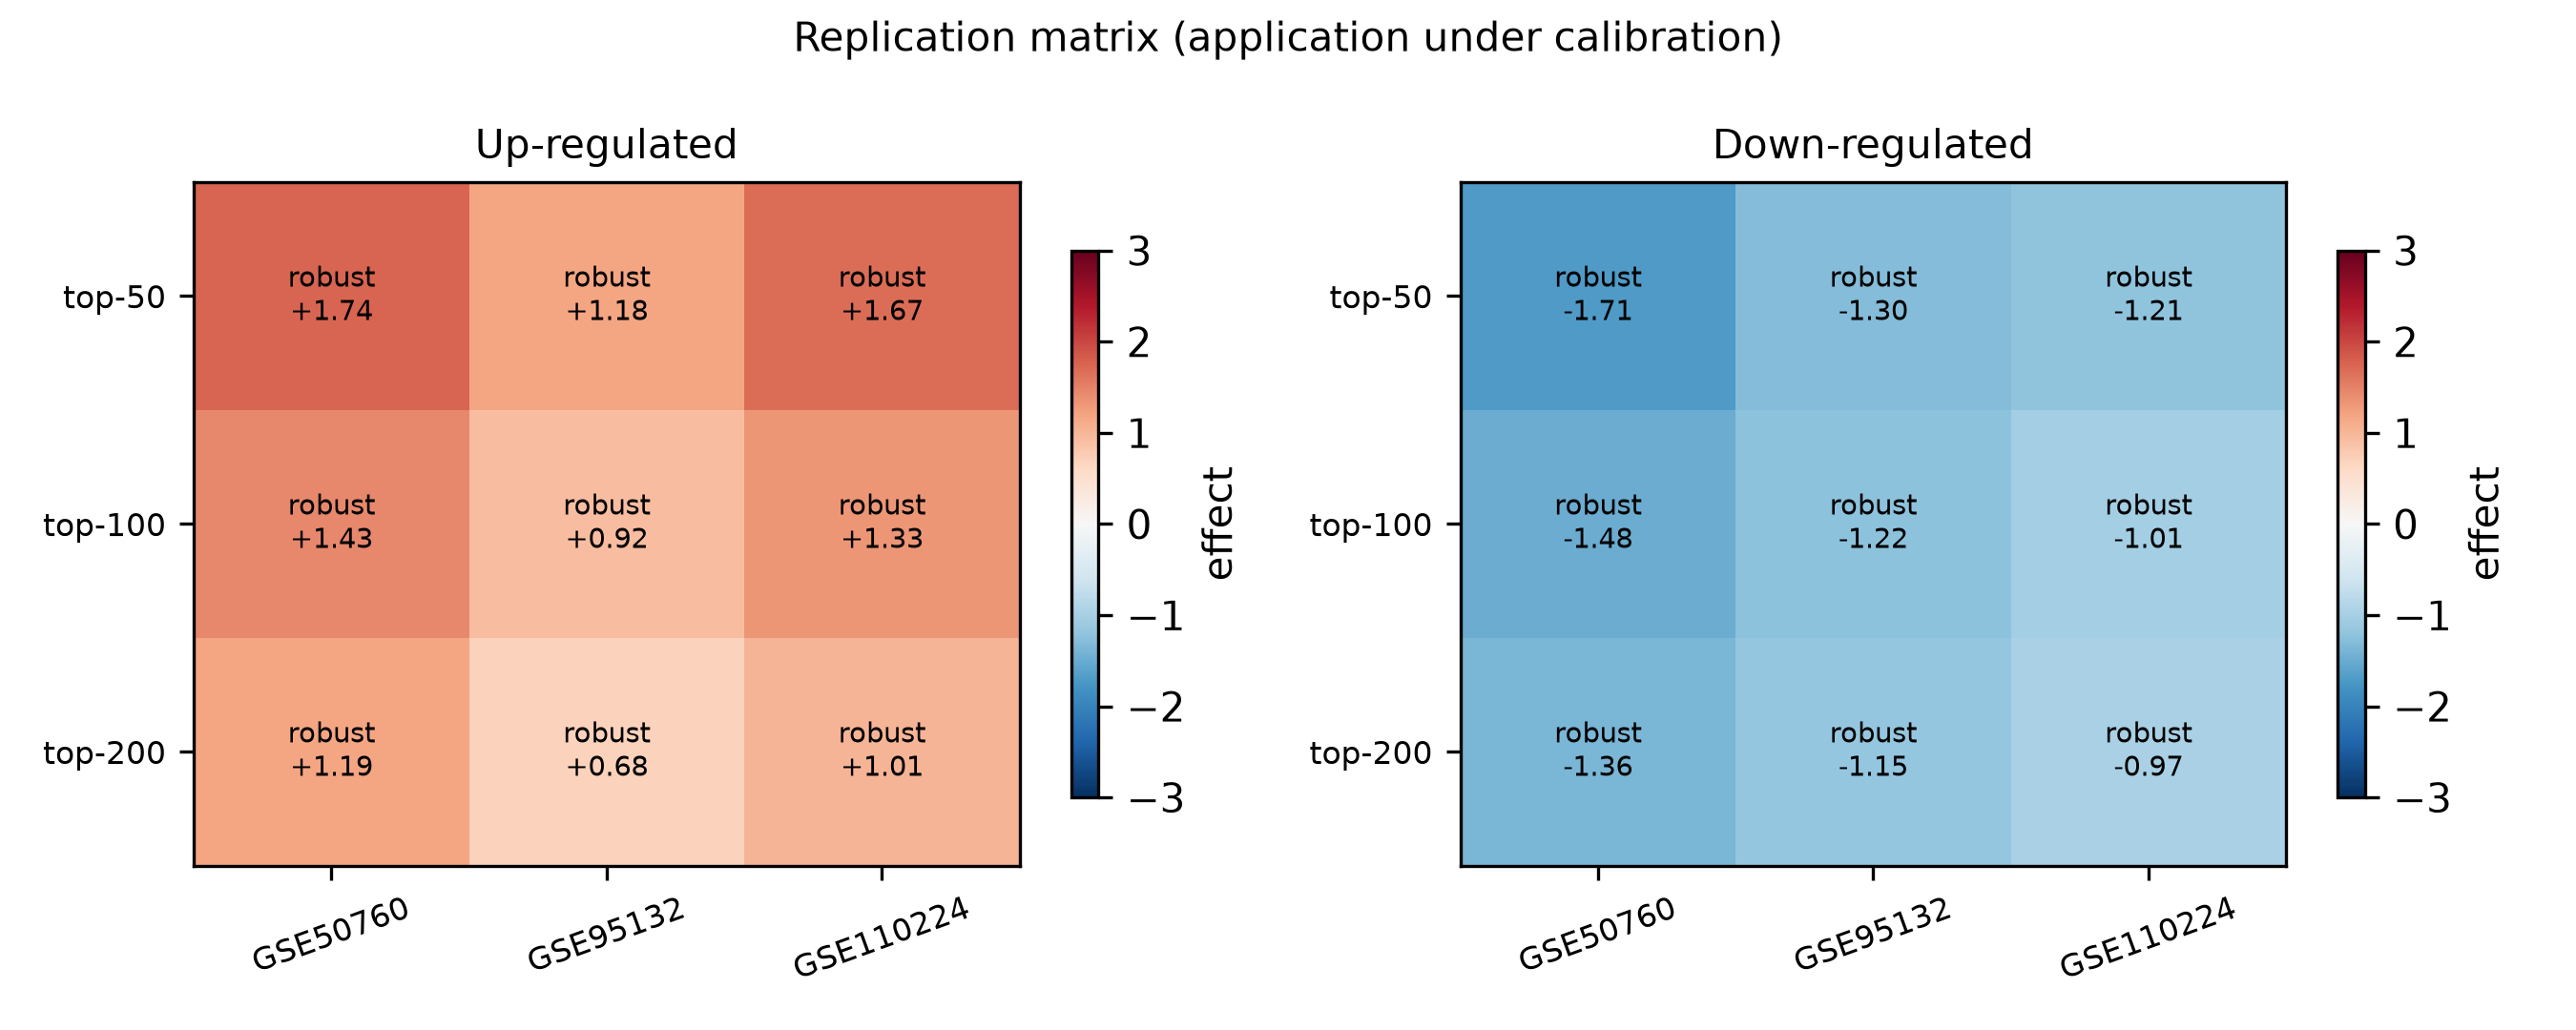 Replication matrix (application under calibration)
Up-regulated
top-50
top-100
top-200
robust
+1.74
robust
+1.18
robust
+1.67
robust
+1.43
robust
+0.92
robust
+1.33
robust
+1.19
robust
+0.68
robust
+1.01
GSE50760
GSE95132
GSE110224
3
2
1
0
−1
−2
−3
effect
Down-regulated
top-50
top-100
top-200
robust
-1.71
robust
-1.30
robust
-1.21
robust
-1.48
robust
-1.22
robust
-1.01
robust
-1.36
robust
-1.15
robust
-0.97
GSE50760
GSE95132
GSE110224
3
2
1
0
−1
−2
−3
effect